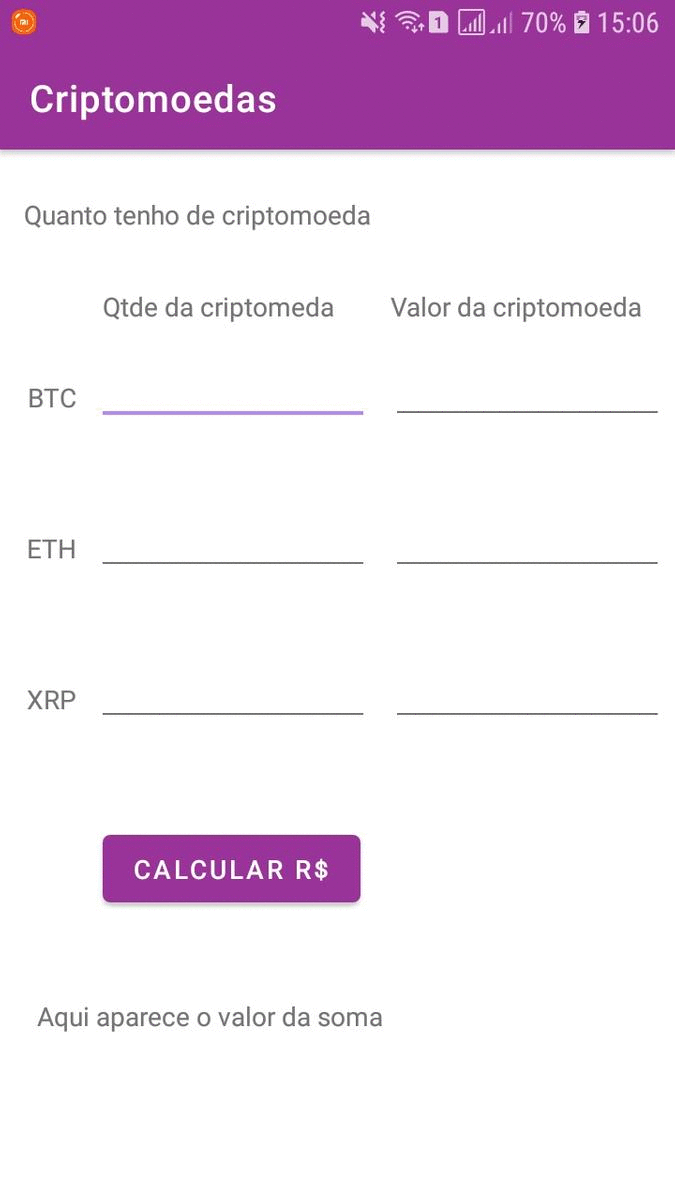 70% 15:06
Criptomoedas
Quanto tenho de criptomoeda
Qtde da criptomeda Valor da criptomoeda
BTC
ETH
XRP
CALCULAR R$
Aqui aparece o valor da soma